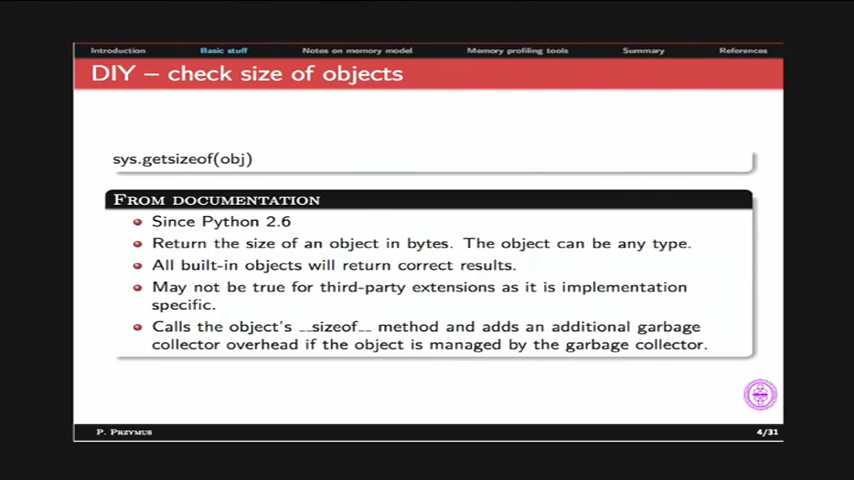 Introduction Basic stuff Notes on memory model Memory profiling tools Summary References
DIY – check size of objects
sys.getsizeof(obj)
From documentation
Since Python 2.6
Return the size of an object in bytes. The object can be any type.
All built-in objects will return correct results.
May not be true for third-party extensions as it is implementation
specific.
Calls the object's __sizeof__ method and adds an additional garbage
collector overhead if the object is managed by the garbage collector.
P. Przymus 4/31